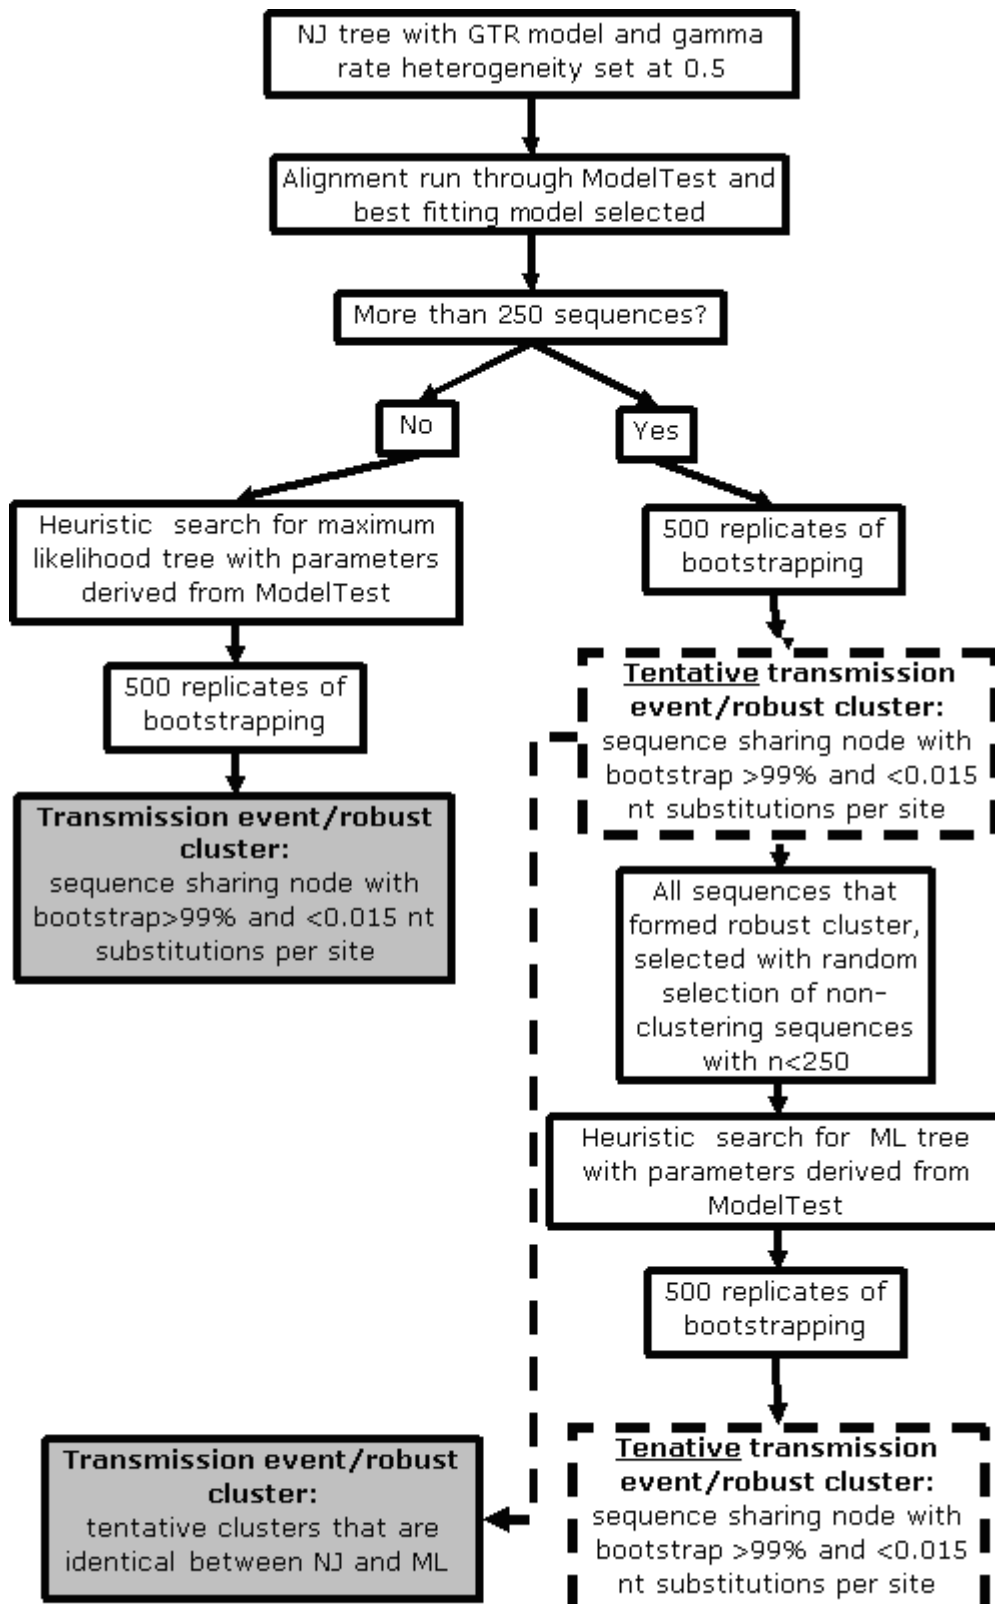 NJ tree with GTR model and gamma
rate heterogeneity set at 0.5
Alignment run through ModelTest and
best fitting model selected
More than 250 sequences?
No
Yes
Heuristic search for maximum
likelihood tree with parameters
derived from ModelTest
500 replicates of
bootstrapping
Transmission event/robust
cluster:
sequence sharing node with
bootstrap>99% and <0.015 nt
substitutions per site
500 replicates of
bootstrapping
Tentative transmission
event/robust cluster:
sequence sharing node with
bootstrap >99% and <0.015
nt substitutions per site
All sequences that
formed robust cluster,
selected with random
selection of non-
clustering sequences
with n<250
Heuristic search for ML tree
with parameters derived from
ModelTest
500 replicates of
bootstrapping
Tenative transmission
event/robust cluster:
sequence sharing node with
bootstrap >99% and <0.015
nt substitutions per site
Transmission event/robust
cluster:
tentative clusters that are
identical between NJ and ML